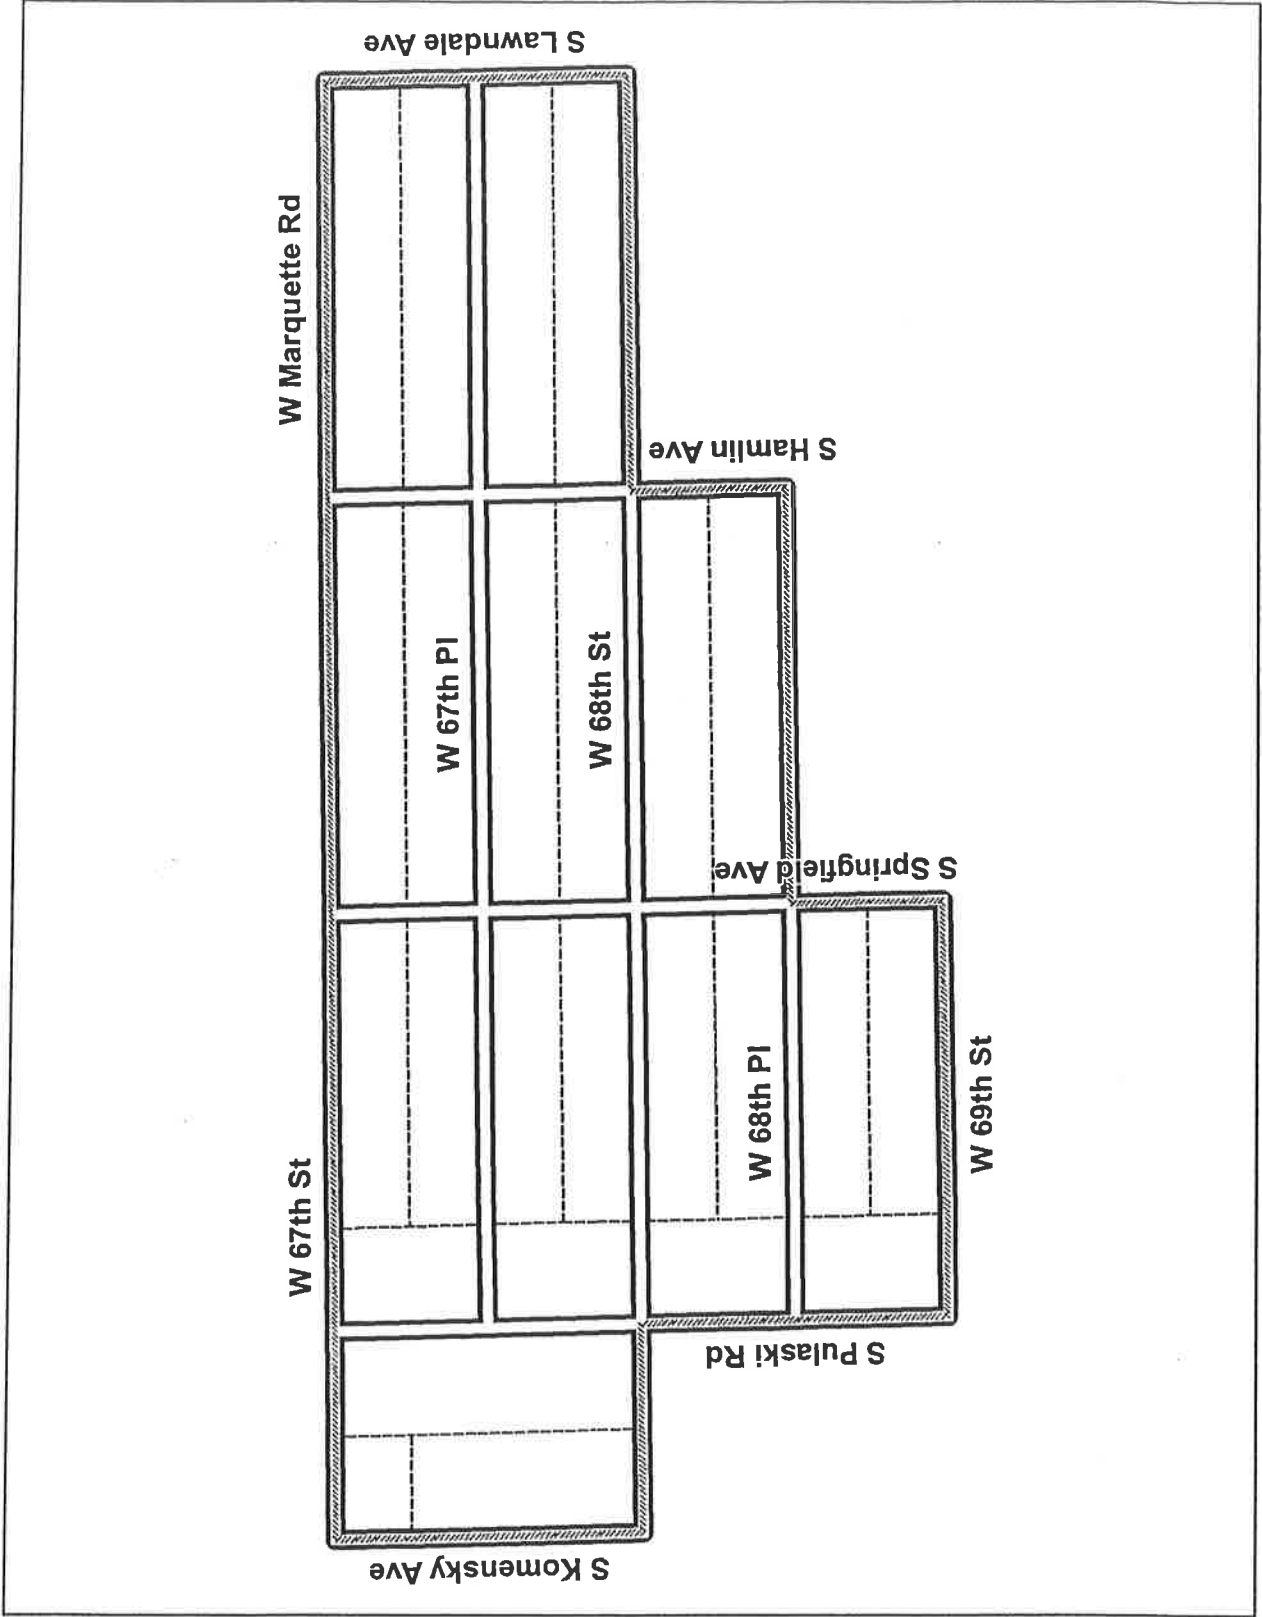 S Lawndale Ave
W Marquette Rd
S Hamlin Ave
W 67th Pl
W 68th St
S Springfield Ave
W 68th Pl
W 69th St
W 67th St
S Pulaski Rd
S Komensky Ave